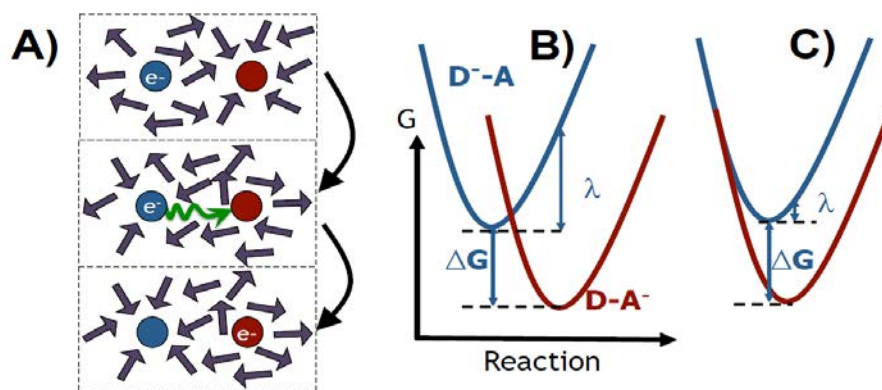 A)
e-
e-
e-
B)
D⁻-A
G
λ
ΔG
D-A⁻
Reaction
C)
λ
ΔG